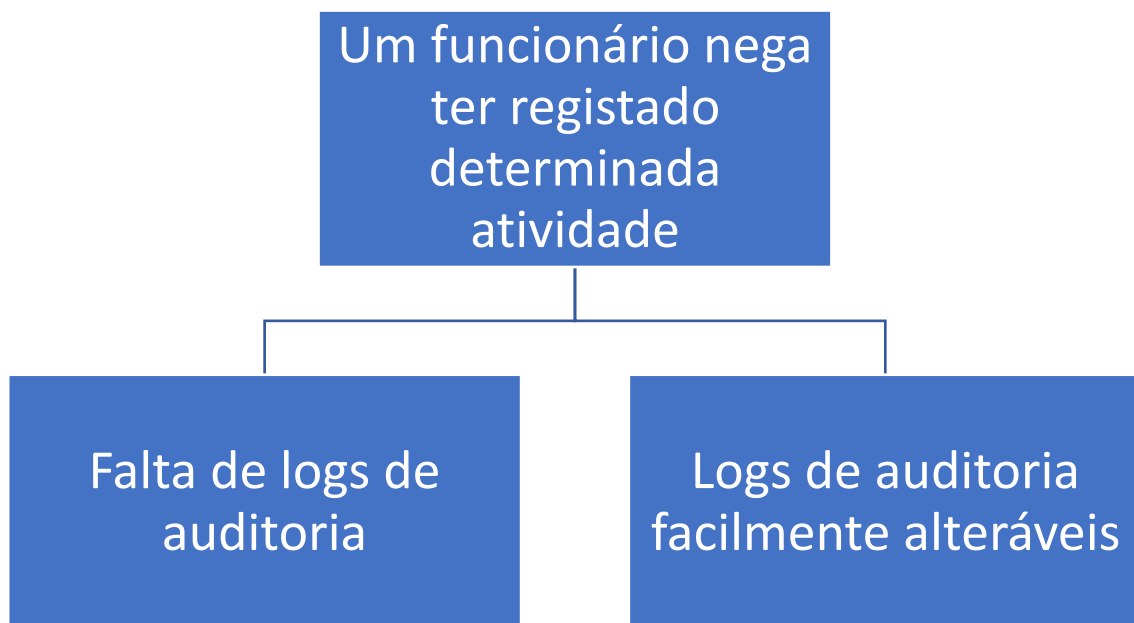 Um funcionário nega
ter registado
determinada
atividade
Falta de logs de
auditoria
Logs de auditoria
facilmente alteráveis